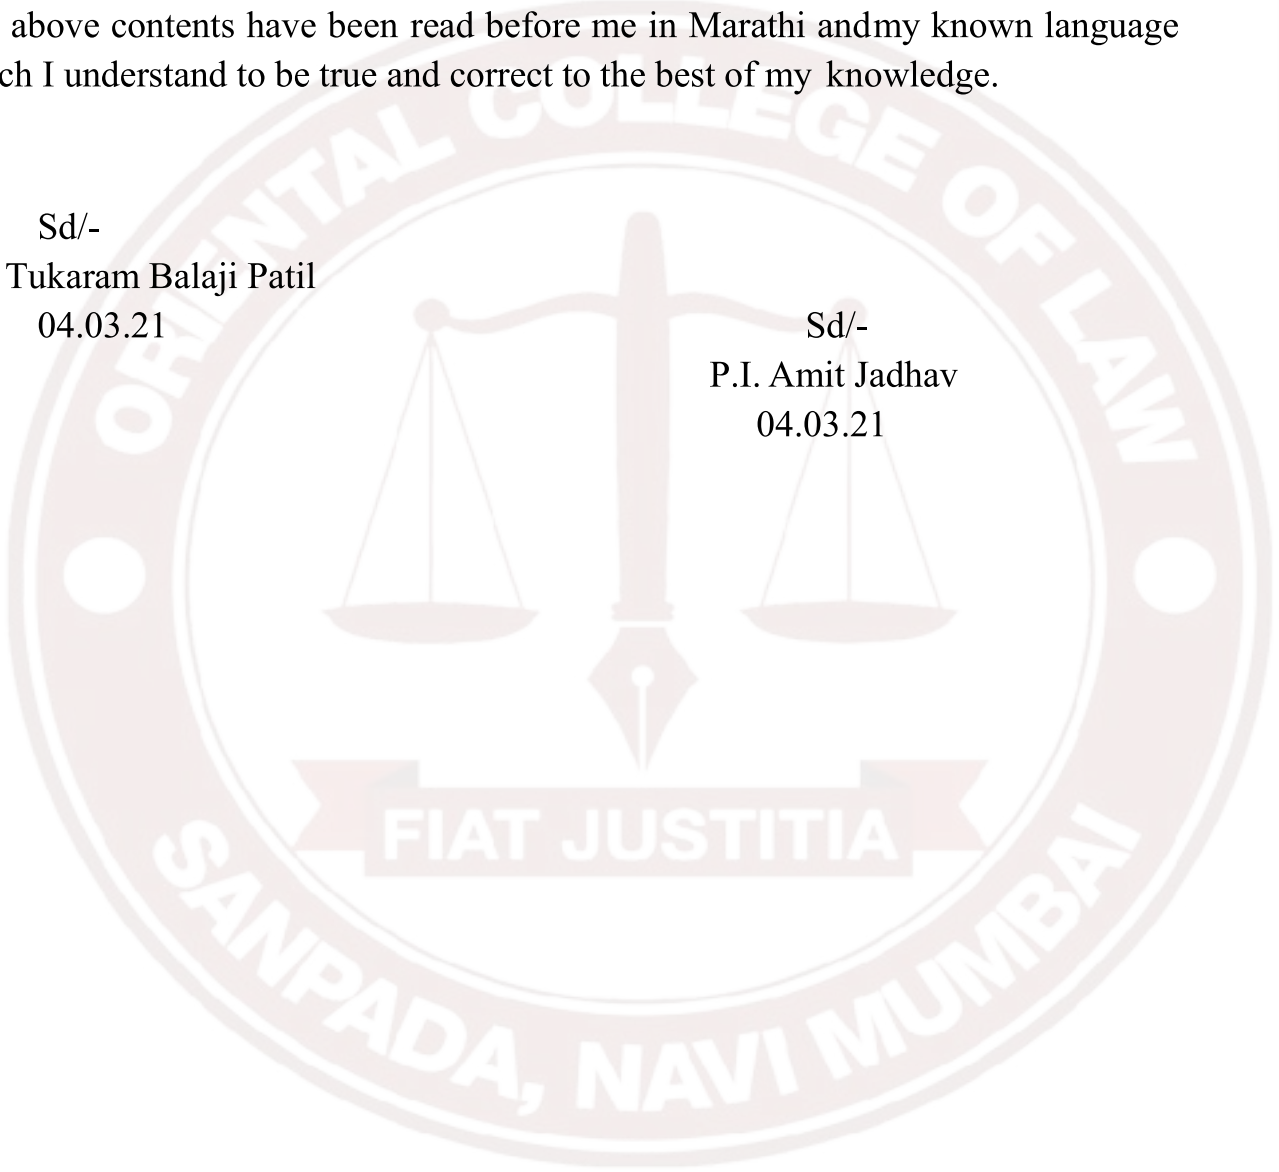 above contents have been read before me in Marathi andmy known language
ch I understand to be true and correct to the best of my knowledge.
Sd/-
Tukaram Balaji Patil
04.03.21
Sd/-
P.I. Amit Jadhav
04.03.21
ORIENTAL COLLEGE OF LAW
FIAT JUSTITIA
SANPADA, NAVI MUMBAI